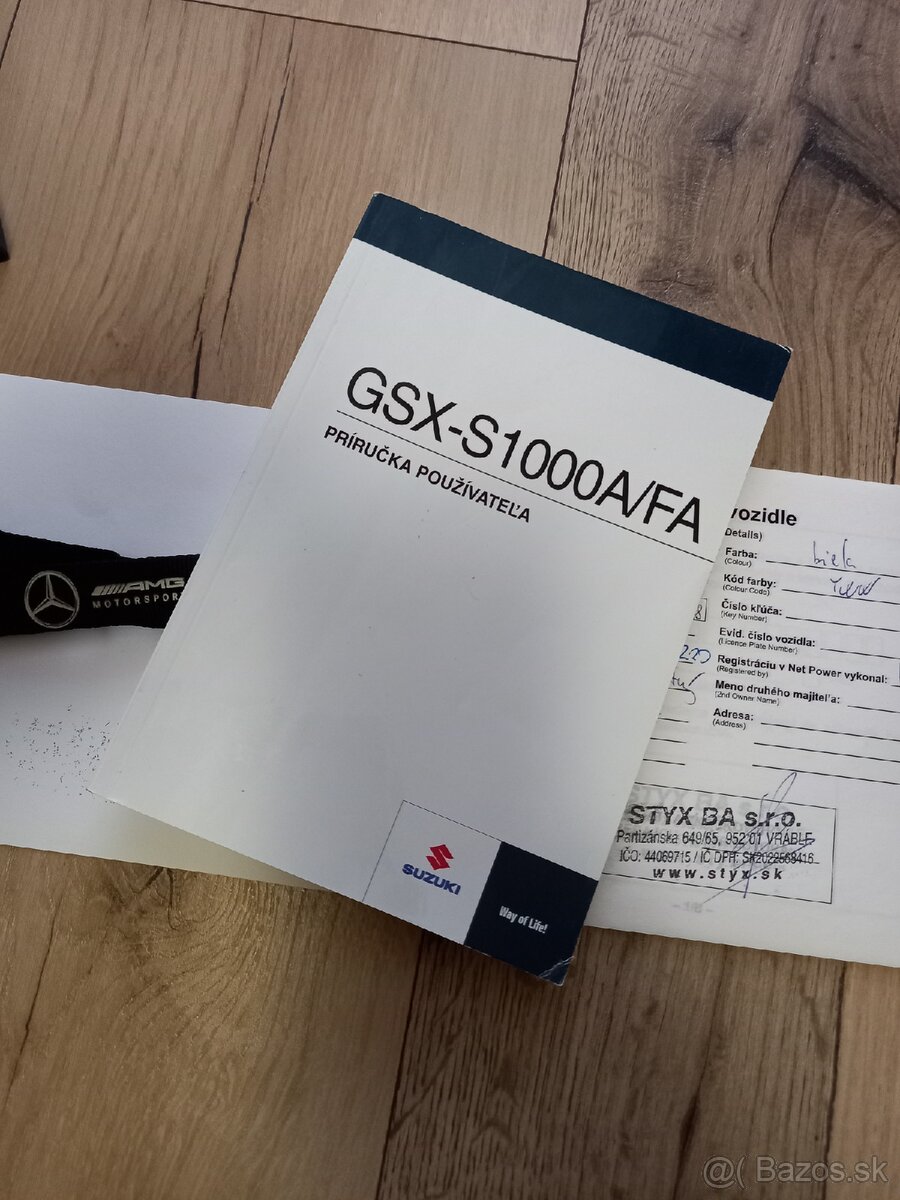 GSX-S1000A/FA
PRÍRUČKA POUŽÍVATEĽA
AMG
MOTORSPORT
SUZUKI
Way of Life!
vozidle
Details)
Farba: biela
(Colour)
Kód farby:
(Colour Code)
8
Číslo kľúča:
(Key Number)
Evid. číslo vozidla:
(Licence Plate Number)
Registráciu v Net Power vykonal:
(Registered by)
Meno druhého majiteľa:
(2nd Owner Name)
Adresa:
(Address)
STYX BA s.r.o.
Partizánska 649/65, 952 01 VRÁBLE
IČO: 44069715 / IČ DPH: SK2022568416
www.styx.sk
@( Bazos.sk